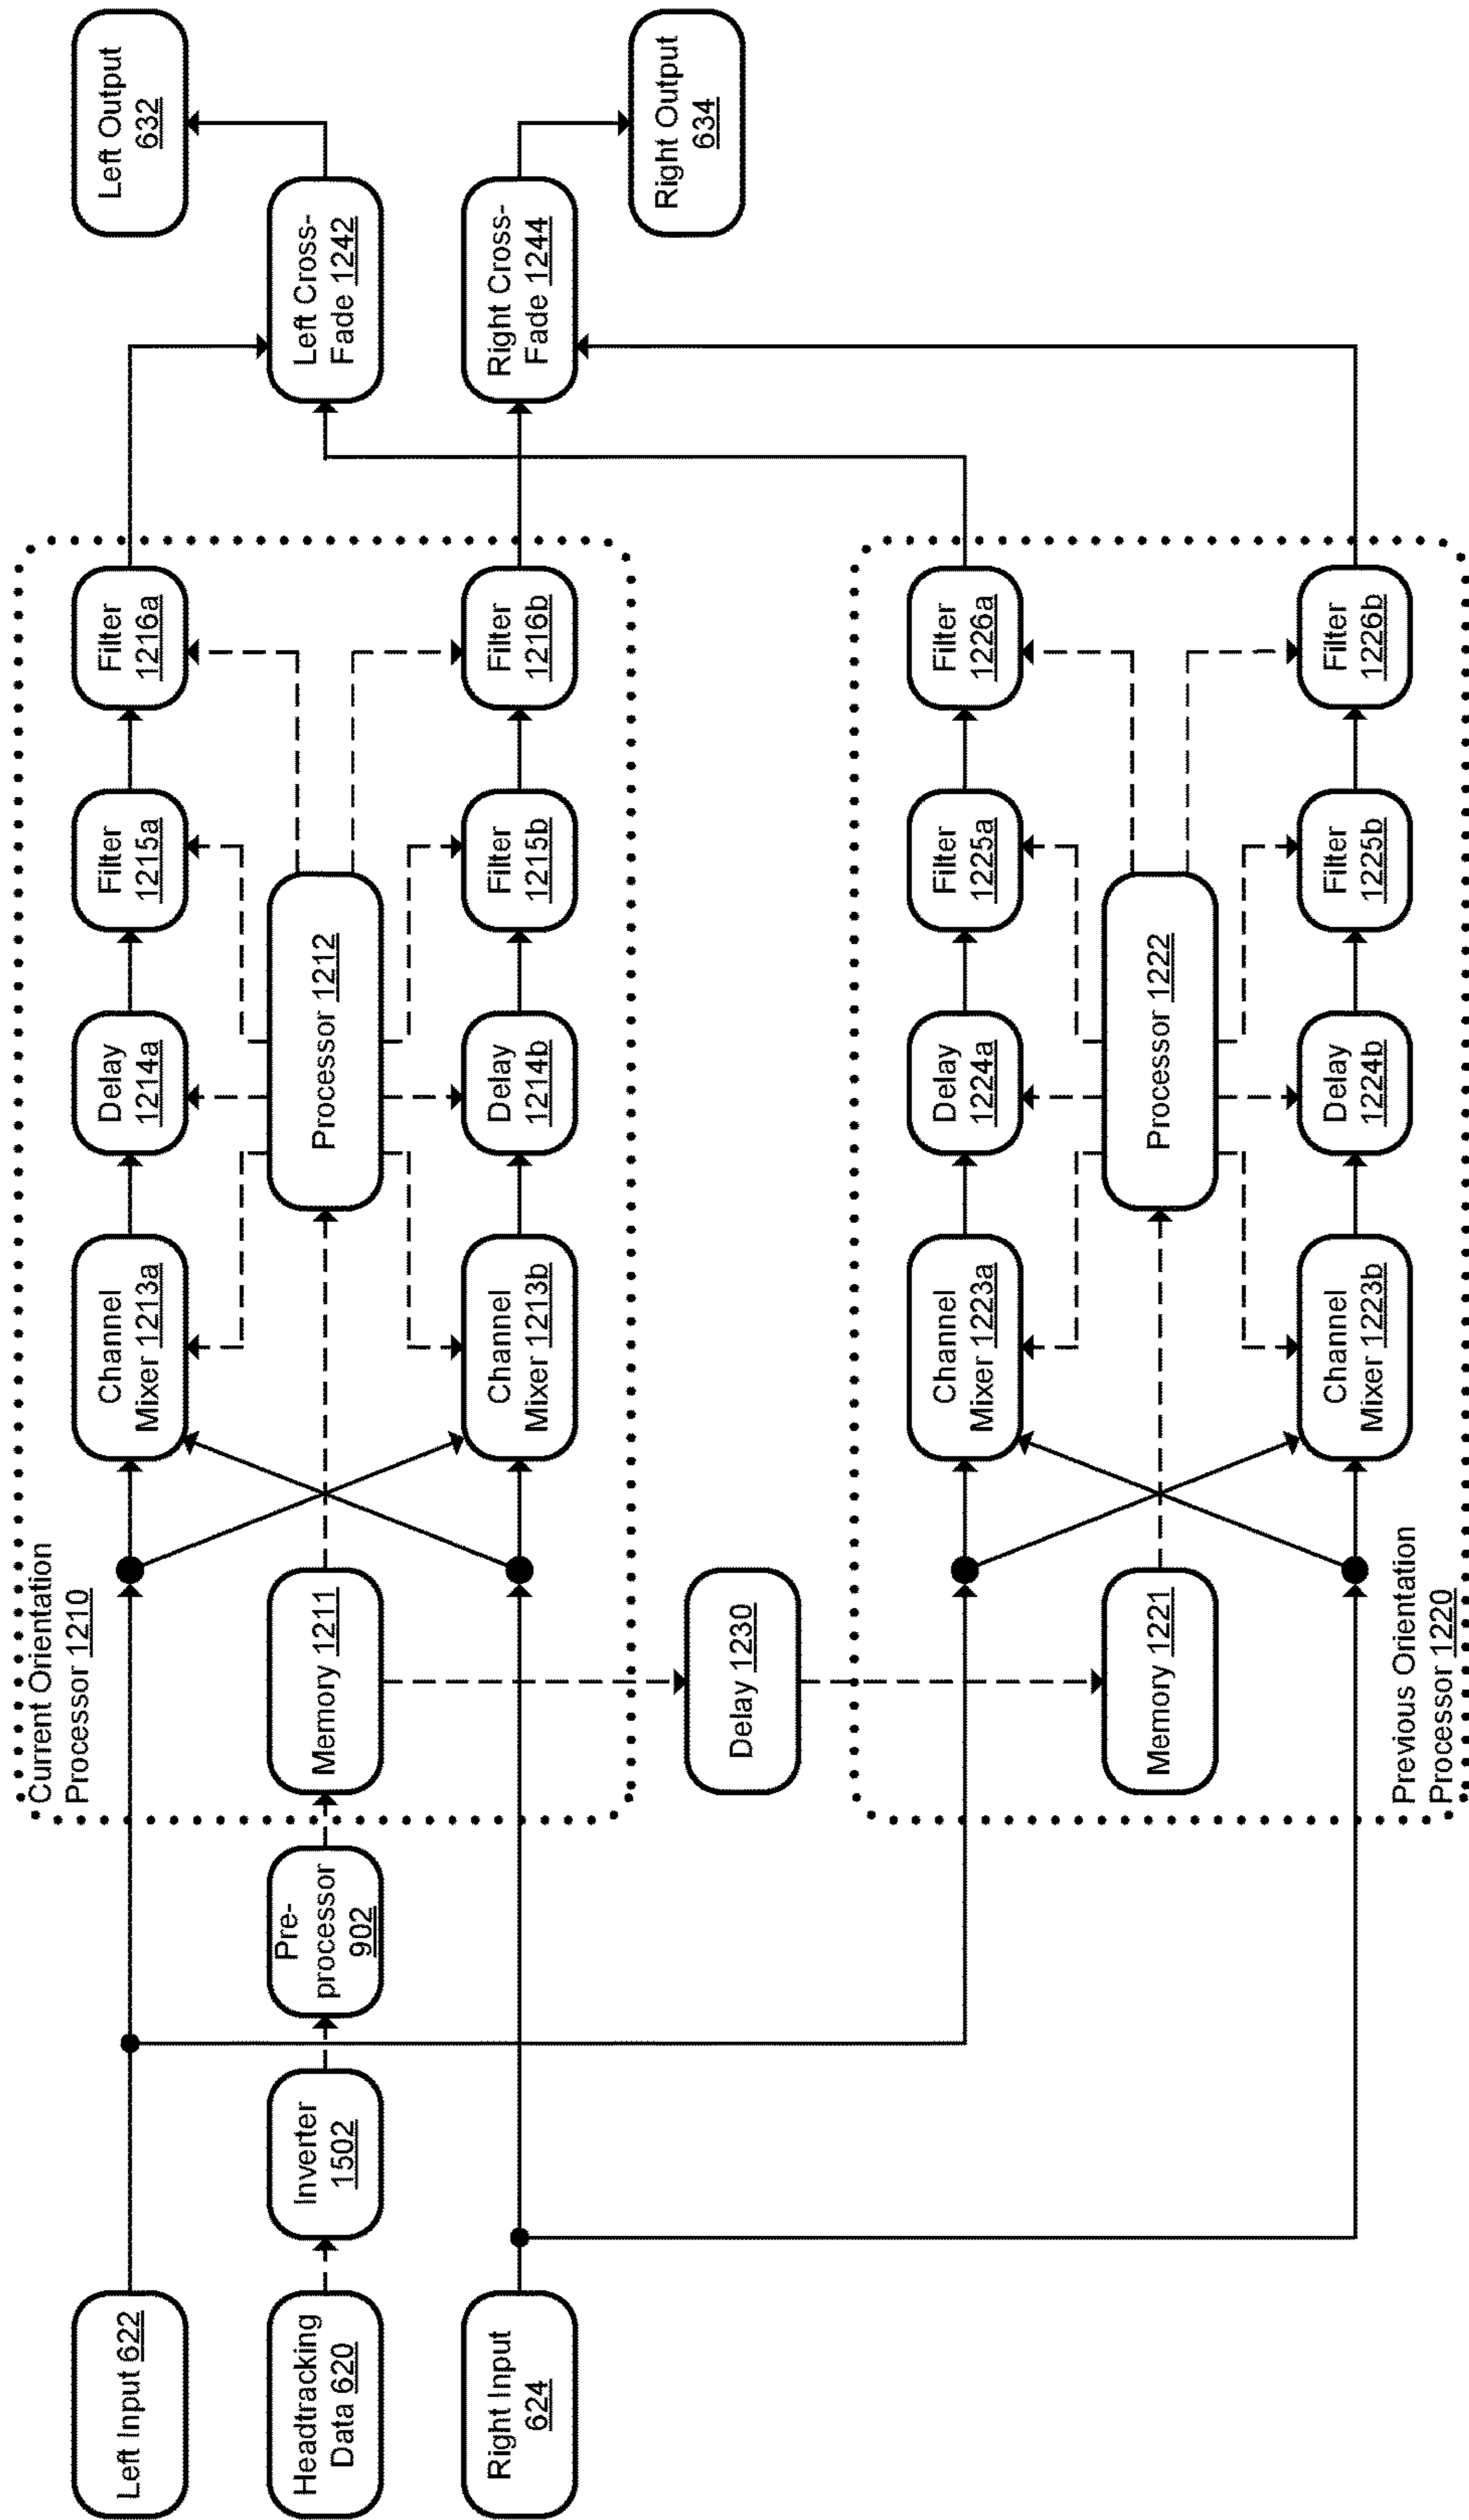 Left Input 622
Headtracking
Data 620
Right Input
624
Inverter
1502
Pre-
processor
902
Current Orientation
Processor 1210
Memory 1211
Channel
Mixer 1213a
Channel
Mixer 1213b
Processor 1212
Delay
1214a
Delay
1214b
Filter
1215a
Filter
1215b
Filter
1216a
Filter
1216b
Delay 1230
Previous Orientation
Processor 1220
Memory 1221
Channel
Mixer 1223a
Channel
Mixer 1223b
Processor 1222
Delay
1224a
Delay
1224b
Filter
1225a
Filter
1225b
Filter
1226a
Filter
1226b
Left Cross-
Fade 1242
Right Cross-
Fade 1244
Left Output
632
Right Output
634